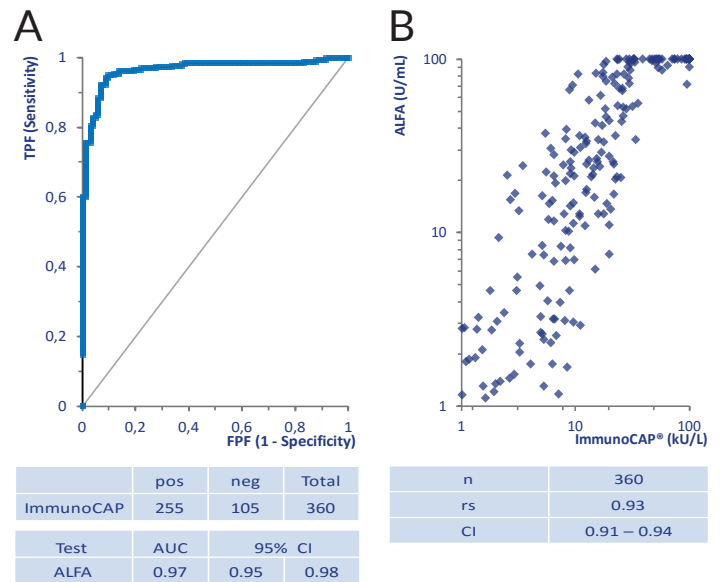 A
TPF (Sensitivity)
1
0,8
0,6
0,4
0,2
0
0 0,2 0,4 0,6 0,8 1
FPF (1 - Specificity)
pos neg Total
ImmunoCAP 255 105 360
Test AUC 95% CI
ALFA 0.97 0.95 0.98
B
ALFA (U/mL)
100
10
1
1 10 100
ImmunoCAP® (kU/L)
n 360
rs 0.93
CI 0.91 – 0.94